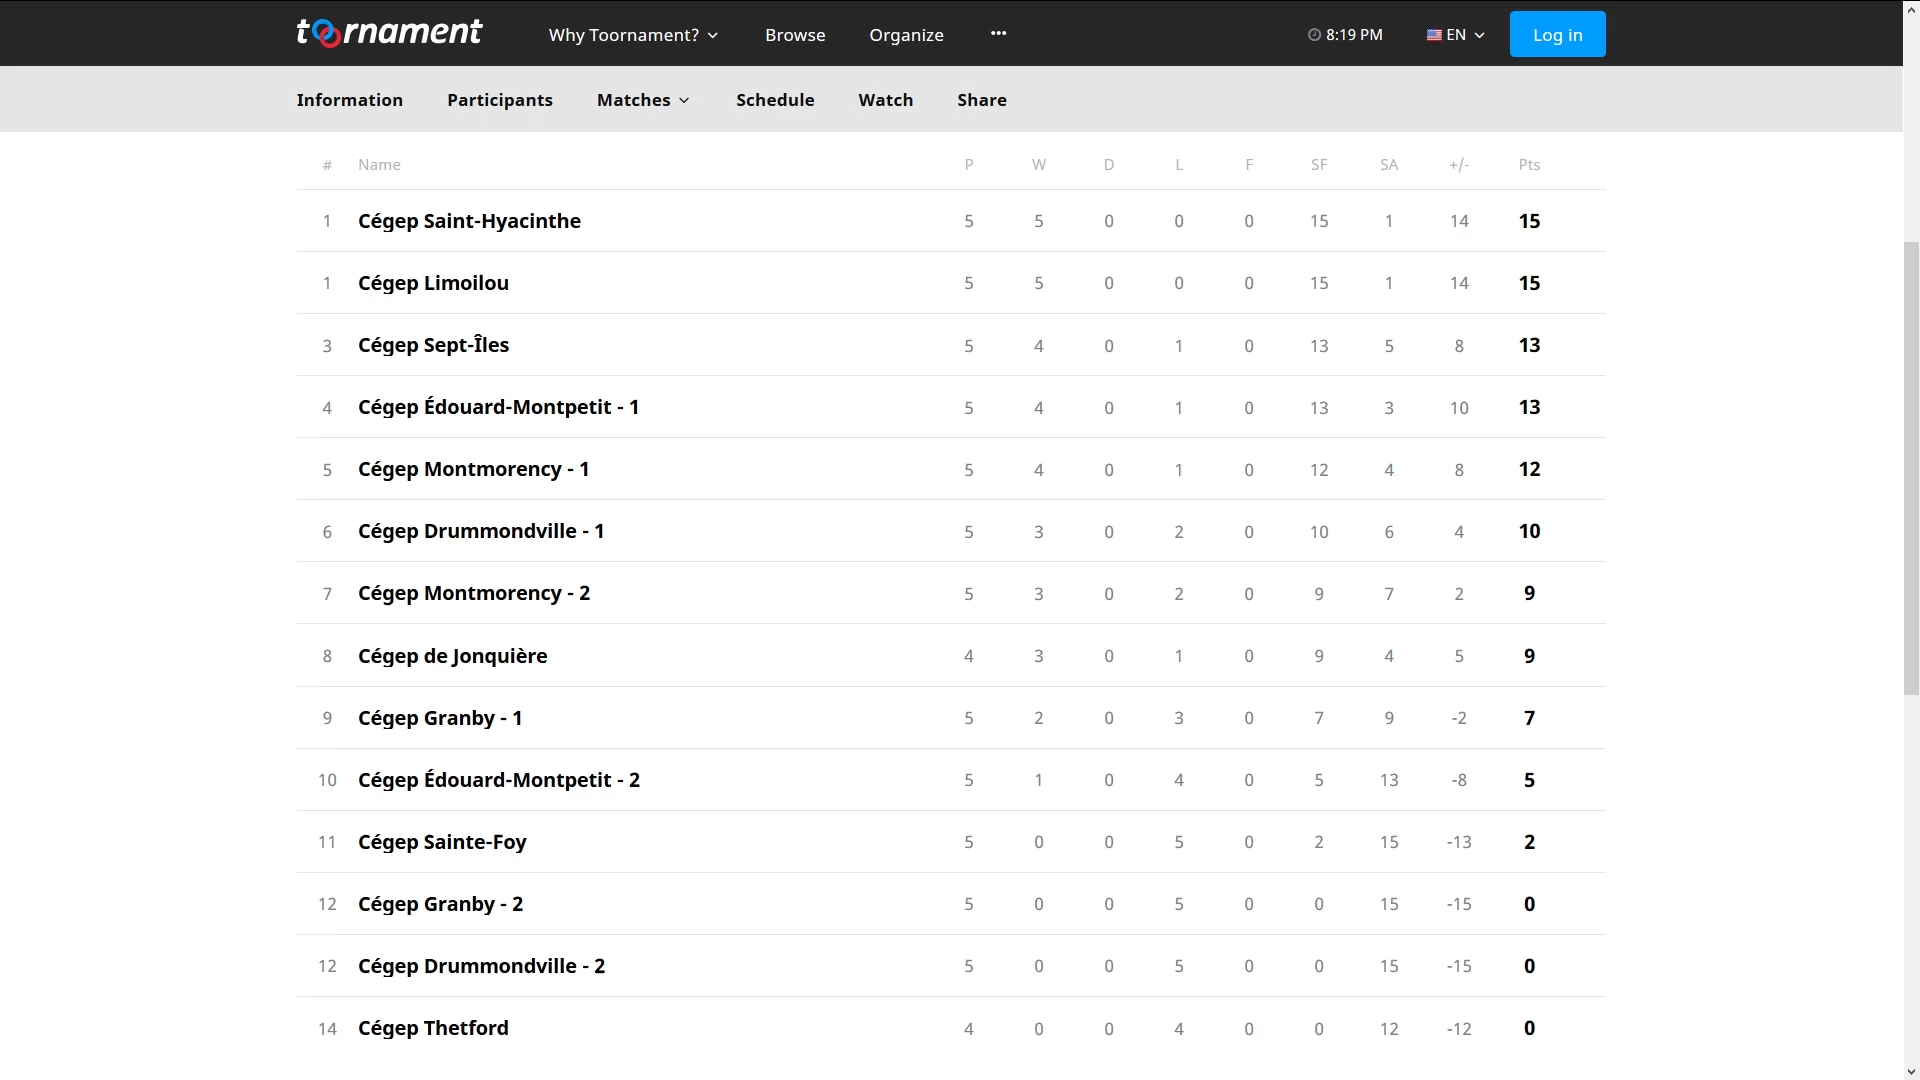 toornament Why Toornament? Browse Organize ••• 8:19 PM EN Log in
Information Participants Matches Schedule Watch Share
# Name P W D L F SF SA +/- Pts
1 Cégep Saint-Hyacinthe 5 5 0 0 0 15 1 14 15
1 Cégep Limoilou 5 5 0 0 0 15 1 14 15
3 Cégep Sept-Îles 5 4 0 1 0 13 5 8 13
4 Cégep Édouard-Montpetit - 1 5 4 0 1 0 13 3 10 13
5 Cégep Montmorency - 1 5 4 0 1 0 12 4 8 12
6 Cégep Drummondville - 1 5 3 0 2 0 10 6 4 10
7 Cégep Montmorency - 2 5 3 0 2 0 9 7 2 9
8 Cégep de Jonquière 4 3 0 1 0 9 4 5 9
9 Cégep Granby - 1 5 2 0 3 0 7 9 -2 7
10 Cégep Édouard-Montpetit - 2 5 1 0 4 0 5 13 -8 5
11 Cégep Sainte-Foy 5 0 0 5 0 2 15 -13 2
12 Cégep Granby - 2 5 0 0 5 0 0 15 -15 0
12 Cégep Drummondville - 2 5 0 0 5 0 0 15 -15 0
14 Cégep Thetford 4 0 0 4 0 0 12 -12 0